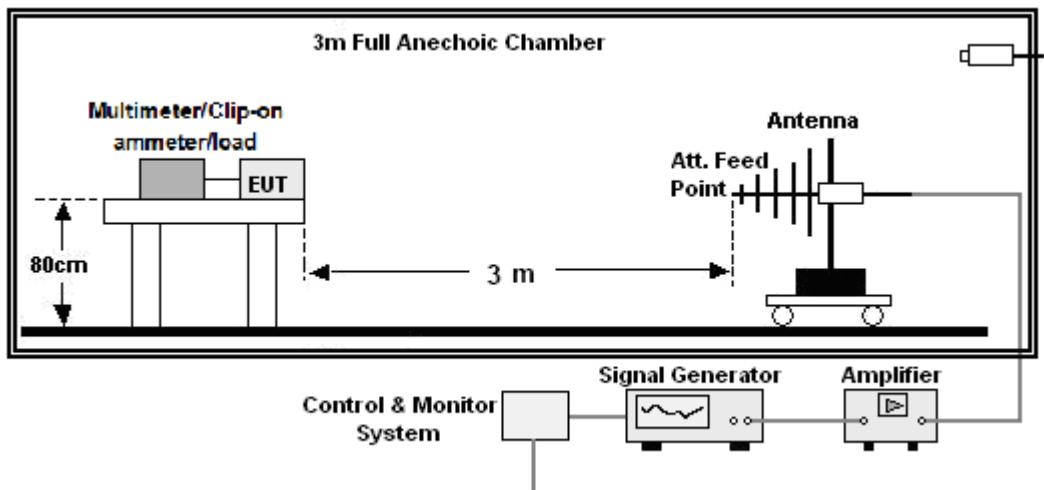 3m Full Anechoic Chamber
Multimeter/Clip-on
ammeter/load
EUT
Antenna
Att. Feed
Point
80cm
3 m
Signal Generator
Amplifier
Control & Monitor
System